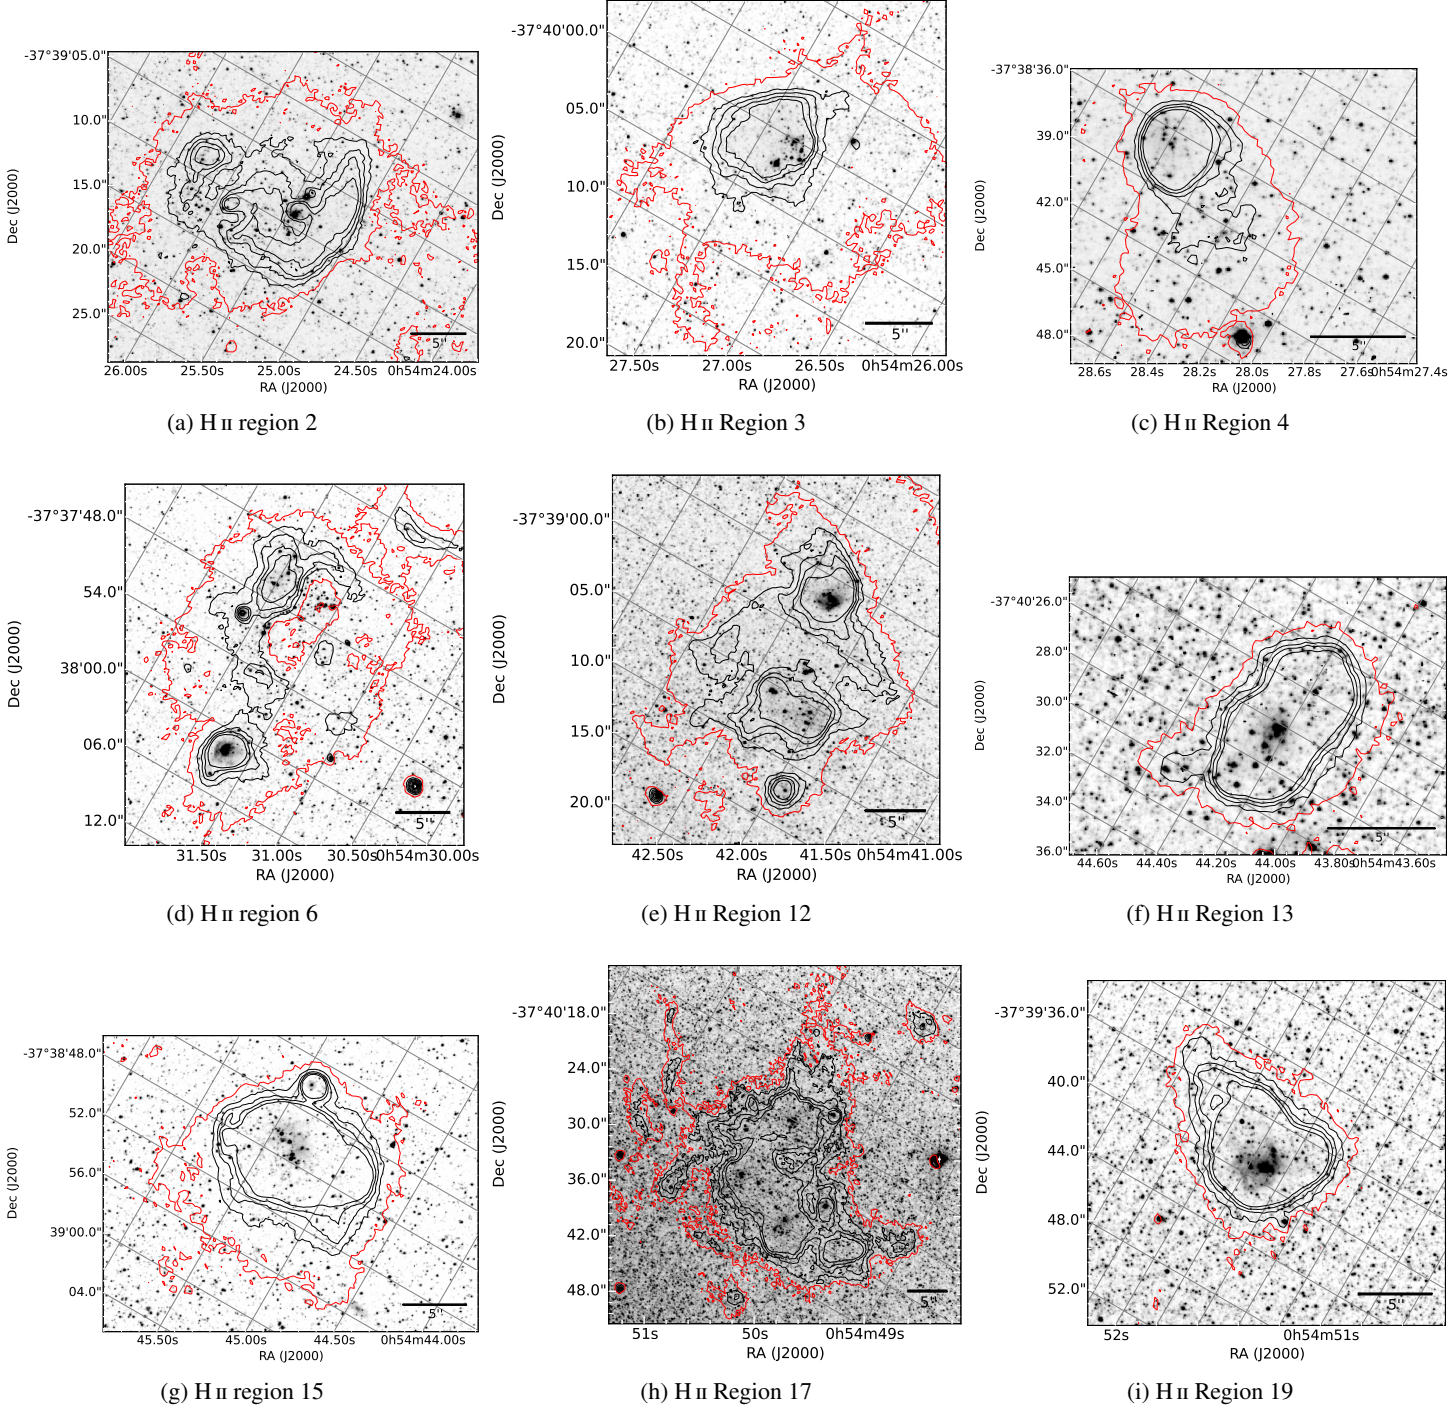 -37°39'05.0"
10.0"
15.0"
20.0"
25.0"
Dec (J2000)
5"
26.00s 25.50s 25.00s 24.50s 0h54m24.00s
RA (J2000)
(a) H II region 2
-37°40'00.0"
05.0"
10.0"
15.0"
20.0"
Dec (J2000)
5"
27.50s 27.00s 26.50s 0h54m26.00s
RA (J2000)
(b) H II Region 3
-37°38'36.0"
39.0"
42.0"
45.0"
48.0"
Dec (J2000)
5"
28.6s 28.4s 28.2s 28.0s 27.8s 27.6s 0h54m27.4s
RA (J2000)
(c) H II Region 4
-37°37'48.0"
54.0"
38'00.0"
06.0"
12.0"
Dec (J2000)
5"
31.50s 31.00s 30.50s 0h54m30.00s
RA (J2000)
(d) H II region 6
-37°39'00.0"
05.0"
10.0"
15.0"
20.0"
Dec (J2000)
5"
42.50s 42.00s 41.50s 0h54m41.00s
RA (J2000)
(e) H II Region 12
-37°40'26.0"
28.0"
30.0"
32.0"
34.0"
36.0"
Dec (J2000)
5"
44.60s 44.40s 44.20s 44.00s 43.80s 0h54m43.60s
RA (J2000)
(f) H II Region 13
-37°38'48.0"
52.0"
56.0"
39'00.0"
04.0"
Dec (J2000)
5"
45.50s 45.00s 44.50s 0h54m44.00s
RA (J2000)
(g) H II region 15
-37°40'18.0"
24.0"
30.0"
36.0"
42.0"
48.0"
Dec (J2000)
5"
51s 50s 0h54m49s
RA (J2000)
(h) H II Region 17
-37°39'36.0"
40.0"
44.0"
48.0"
52.0"
Dec (J2000)
5"
52s 0h54m51s
RA (J2000)
(i) H II Region 19